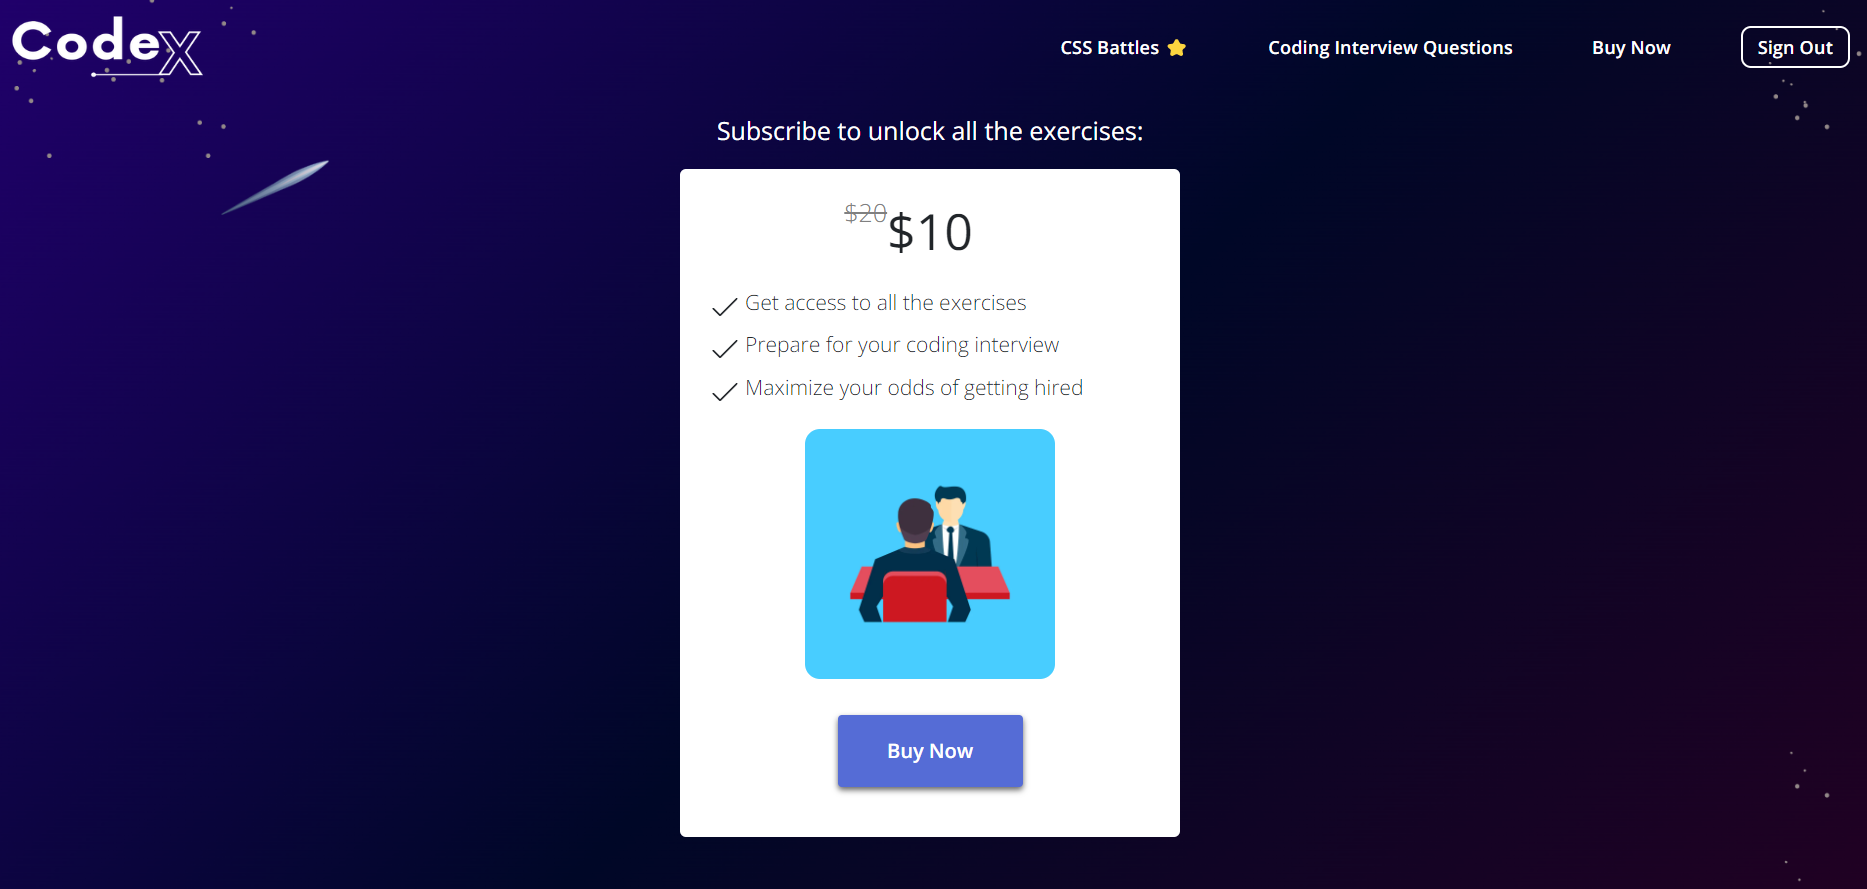 CodeX
CSS Battles
Coding Interview Questions
Buy Now
Sign Out
Subscribe to unlock all the exercises:
$20
$10
Get access to all the exercises
Prepare for your coding interview
Maximize your odds of getting hired
Buy Now